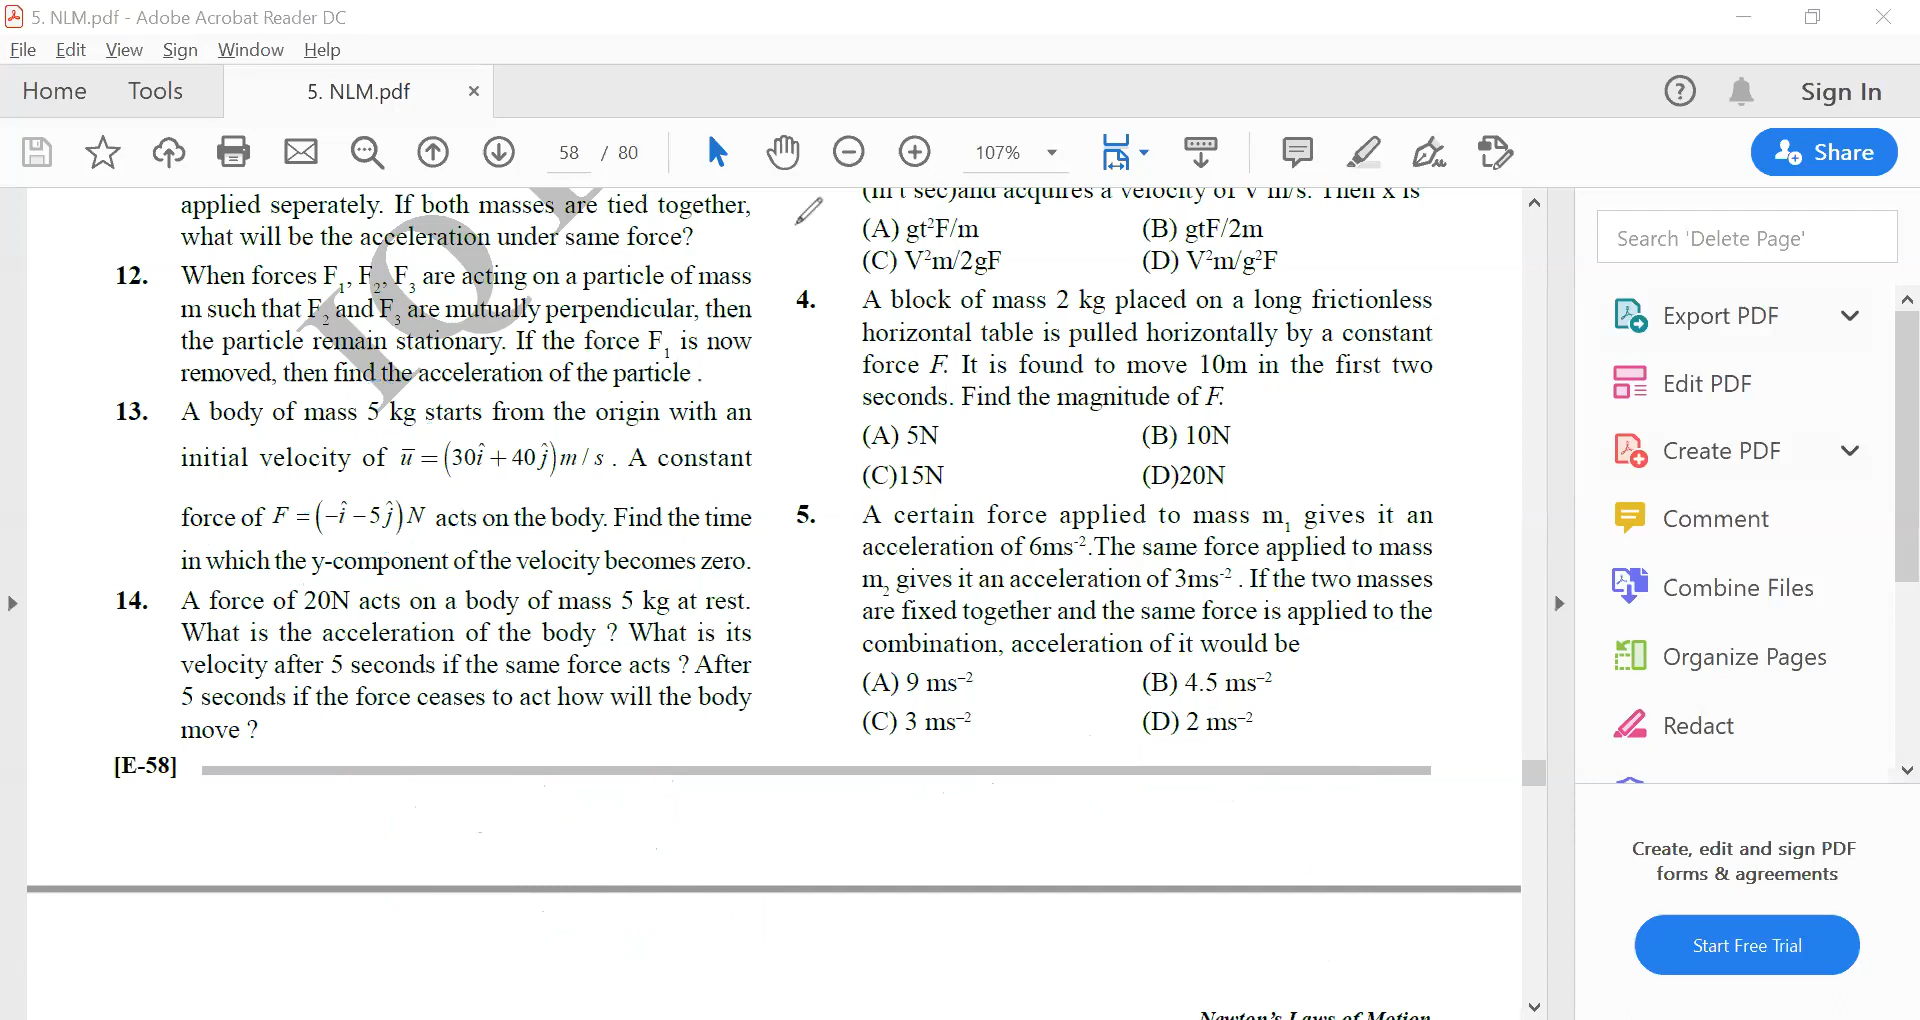 5. NLM.pdf - Adobe Acrobat Reader DC
File Edit View Sign Window Help
Home Tools 5. NLM.pdf × Sign In
58 / 80 107% Share
applied seperately. If both masses are tied together,
what will be the acceleration under same force?
12. When forces F₁, F₂, F₃ are acting on a particle of mass
m such that F₂ and F₃ are mutually perpendicular, then
the particle remain stationary. If the force F₁ is now
removed, then find the acceleration of the particle .
13. A body of mass 5 kg starts from the origin with an
initial velocity of ū = (30î + 40ĵ) m / s . A constant
force of F = (−î − 5ĵ) N acts on the body. Find the time
in which the y-component of the velocity becomes zero.
14. A force of 20N acts on a body of mass 5 kg at rest.
What is the acceleration of the body ? What is its
velocity after 5 seconds if the same force acts ? After
5 seconds if the force ceases to act how will the body
move ?
[E-58]
(in t sec)and acquires a velocity of V m/s. Then x is
(A) gt²F/m (B) gtF/2m
(C) V²m/2gF (D) V²m/g²F
4. A block of mass 2 kg placed on a long frictionless
horizontal table is pulled horizontally by a constant
force F. It is found to move 10m in the first two
seconds. Find the magnitude of F.
(A) 5N (B) 10N
(C)15N (D)20N
5. A certain force applied to mass m₁ gives it an
acceleration of 6ms⁻².The same force applied to mass
m₂ gives it an acceleration of 3ms⁻² . If the two masses
are fixed together and the same force is applied to the
combination, acceleration of it would be
(A) 9 ms⁻² (B) 4.5 ms⁻²
(C) 3 ms⁻² (D) 2 ms⁻²
Newton's Laws of Motion
Search 'Delete Page'
Export PDF
Edit PDF
Create PDF
Comment
Combine Files
Organize Pages
Redact
Create, edit and sign PDF
forms & agreements
Start Free Trial